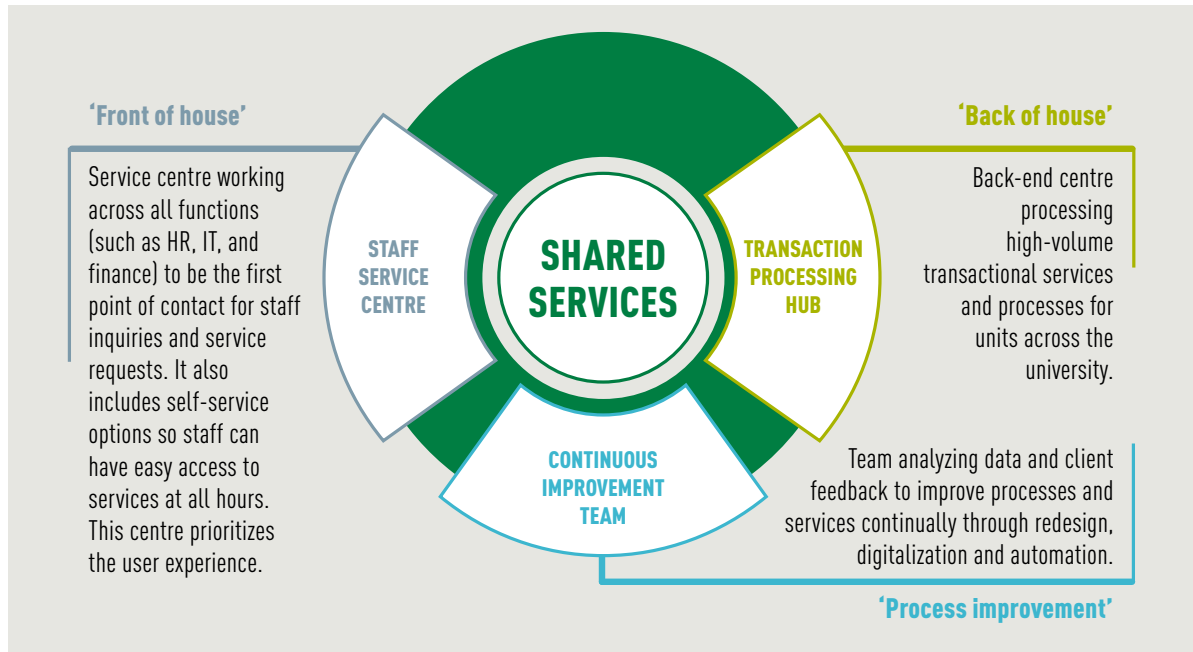 ‘Front of house’
Service centre working
across all functions
(such as HR, IT, and
finance) to be the first
point of contact for staff
inquiries and service
requests. It also
includes self-service
options so staff can
have easy access to
services at all hours.
This centre prioritizes
the user experience.
STAFF
SERVICE
CENTRE
SHARED
SERVICES
TRANSACTION
PROCESSING
HUB
CONTINUOUS
IMPROVEMENT
TEAM
‘Back of house’
Back-end centre
processing
high-volume
transactional services
and processes for
units across the
university.
Team analyzing data and client
feedback to improve processes and
services continually through redesign,
digitalization and automation.
‘Process improvement’